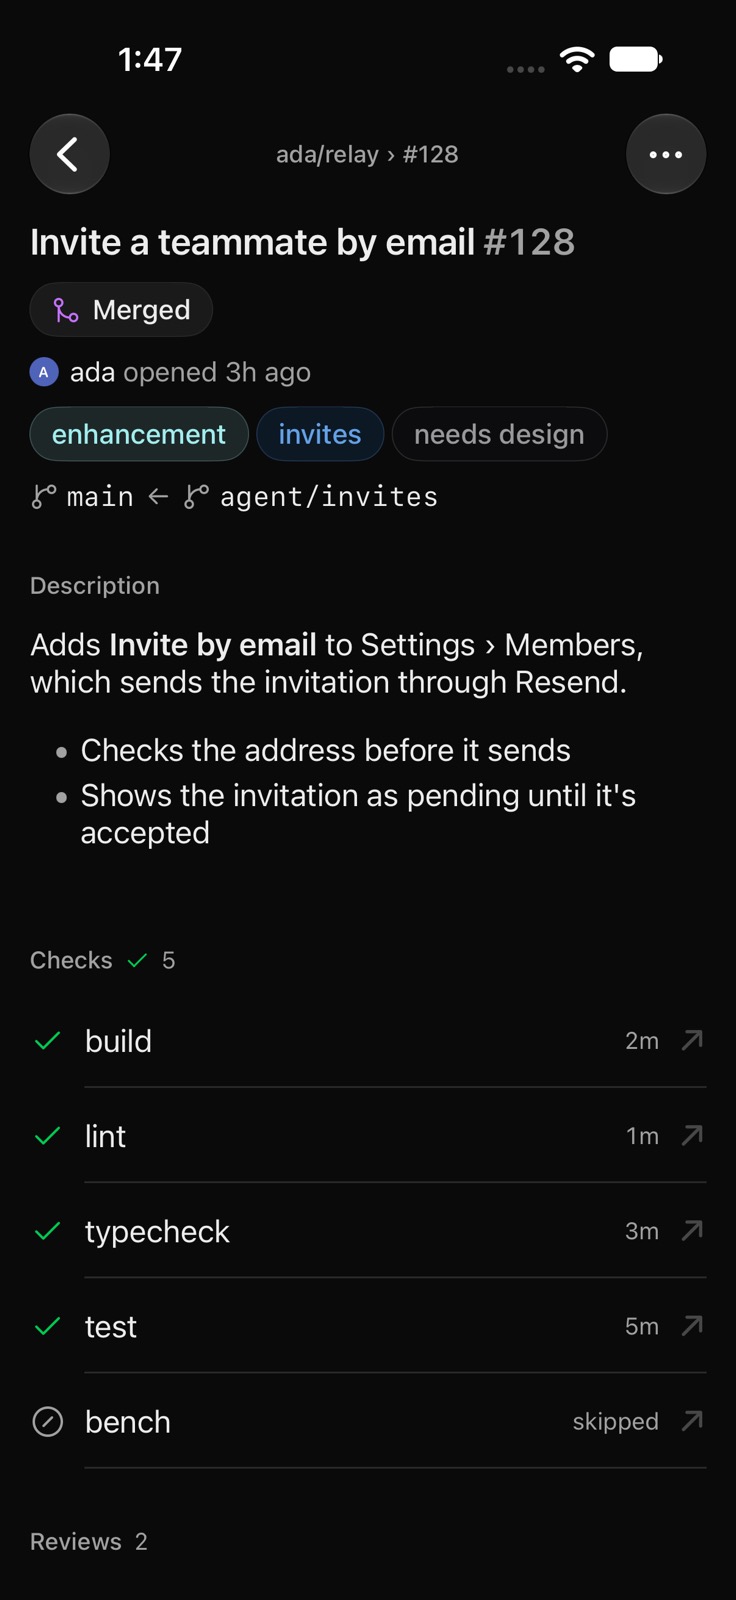 1:47
ada/relay › #128
Invite a teammate by email #128
Merged
A ada opened 3h ago
enhancement invites needs design
main ← agent/invites
Description
Adds Invite by email to Settings › Members,
which sends the invitation through Resend.
• Checks the address before it sends
• Shows the invitation as pending until it's
accepted
Checks ✓ 5
build 2m
lint 1m
typecheck 3m
test 5m
bench skipped
Reviews 2